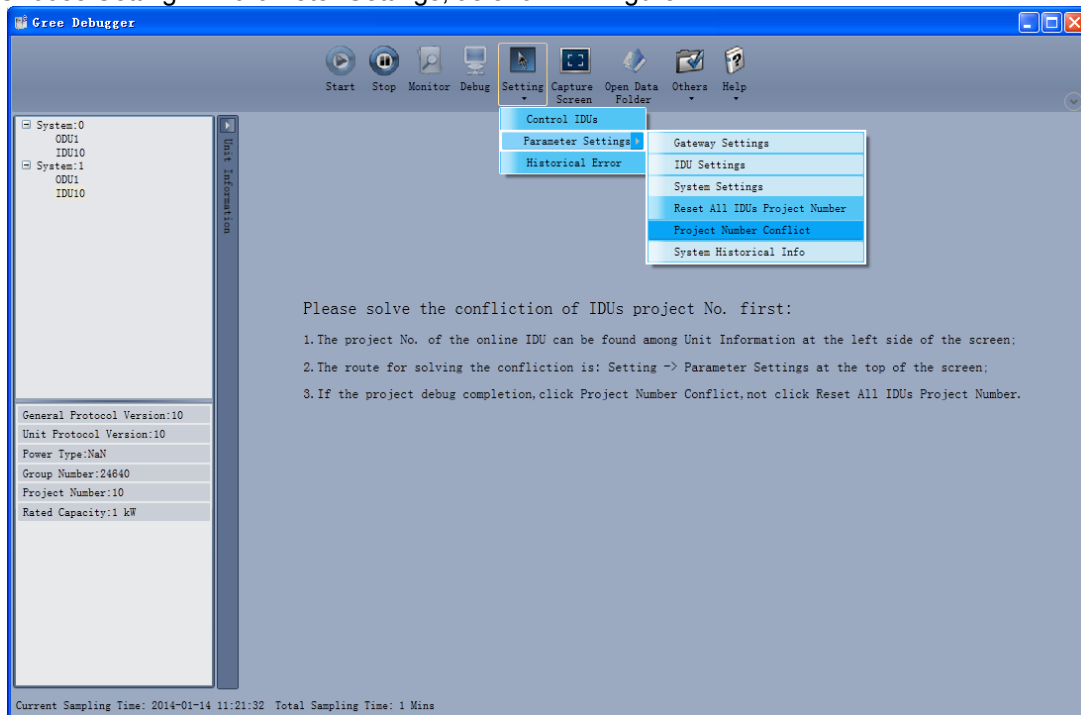 Gree Debugger
Start Stop Monitor Debug Setting Capture Screen Open Data Folder Others Help
Control IDUs
Parameter Settings
Historical Error
Gateway Settings
IDU Settings
System Settings
Reset All IDUs Project Number
Project Number Conflict
System Historical Info
System:0
ODU1
IDU10
System:1
ODU1
IDU10
Unit Information
Please solve the confliction of IDUs project No. first:
1.The project No. of the online IDU can be found among Unit Information at the left side of the screen;
2.The route for solving the confliction is: Setting -> Parameter Settings at the top of the screen;
3.If the project debug completion,click Project Number Conflict,not click Reset All IDUs Project Number.
General Protocol Version:10
Unit Protocol Version:10
Power Type:NaN
Group Number:24640
Project Number:10
Rated Capacity:1 kW
Current Sampling Time: 2014-01-14 11:21:32 Total Sampling Time: 1 Mins